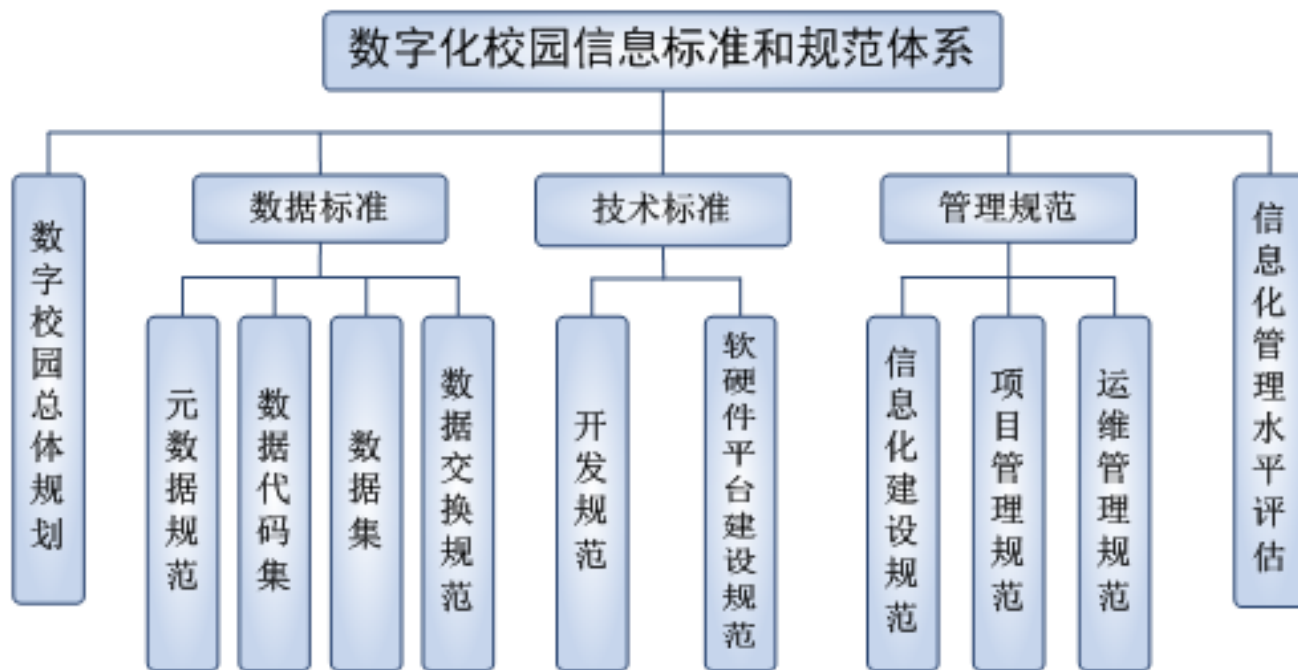 数字化校园信息标准和规范体系
数字校园总体规划
数据标准
技术标准
管理规范
信息化管理水平评估
元数据规范
数据代码集
数据集
数据交换规范
开发规范
软硬件平台建设规范
信息化建设规范
项目管理规范
运维管理规范